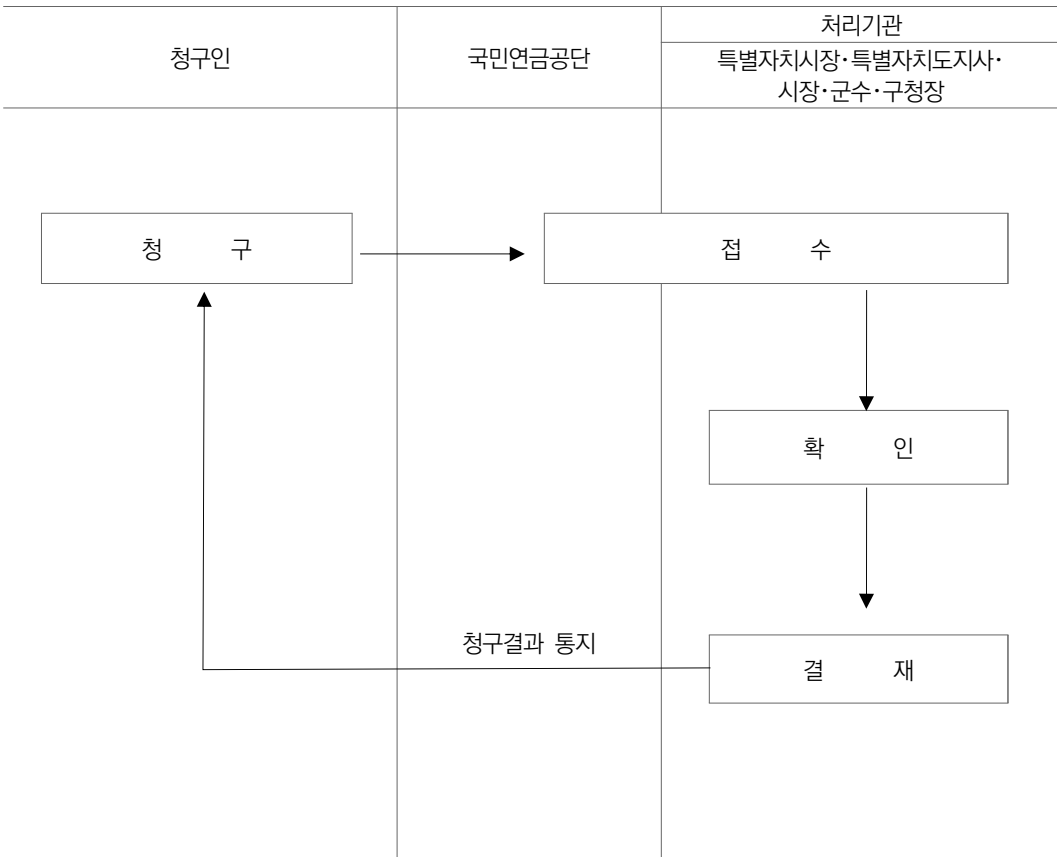 청구인
국민연금공단
처리기관
특별자치시장·특별자치도지사·
시장·군수·구청장
청 구
접 수
확 인
청구결과 통지
결 재